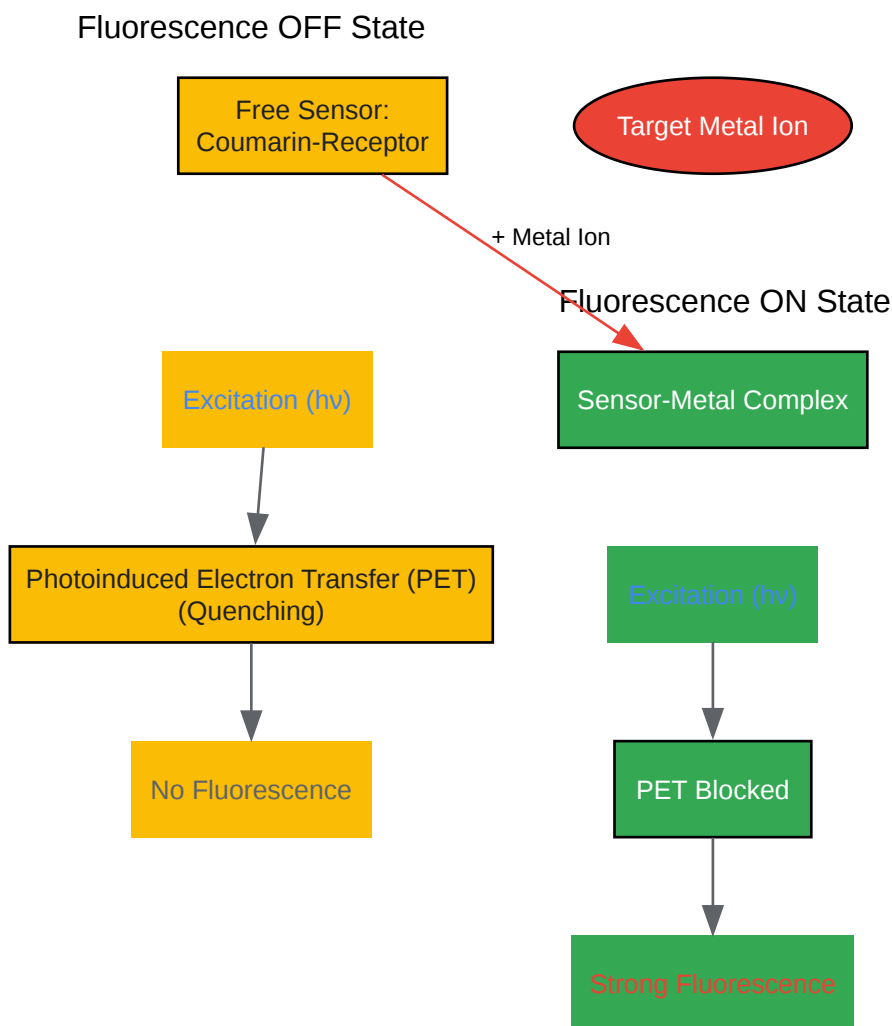 Fluorescence OFF State
Free Sensor:
Coumarin-Receptor
Target Metal Ion
+ Metal Ion
Fluorescence ON State
Excitation (hν)
Sensor-Metal Complex
Photoinduced Electron Transfer (PET)
(Quenching)
Excitation (hν)
No Fluorescence
PET Blocked
Strong Fluorescence